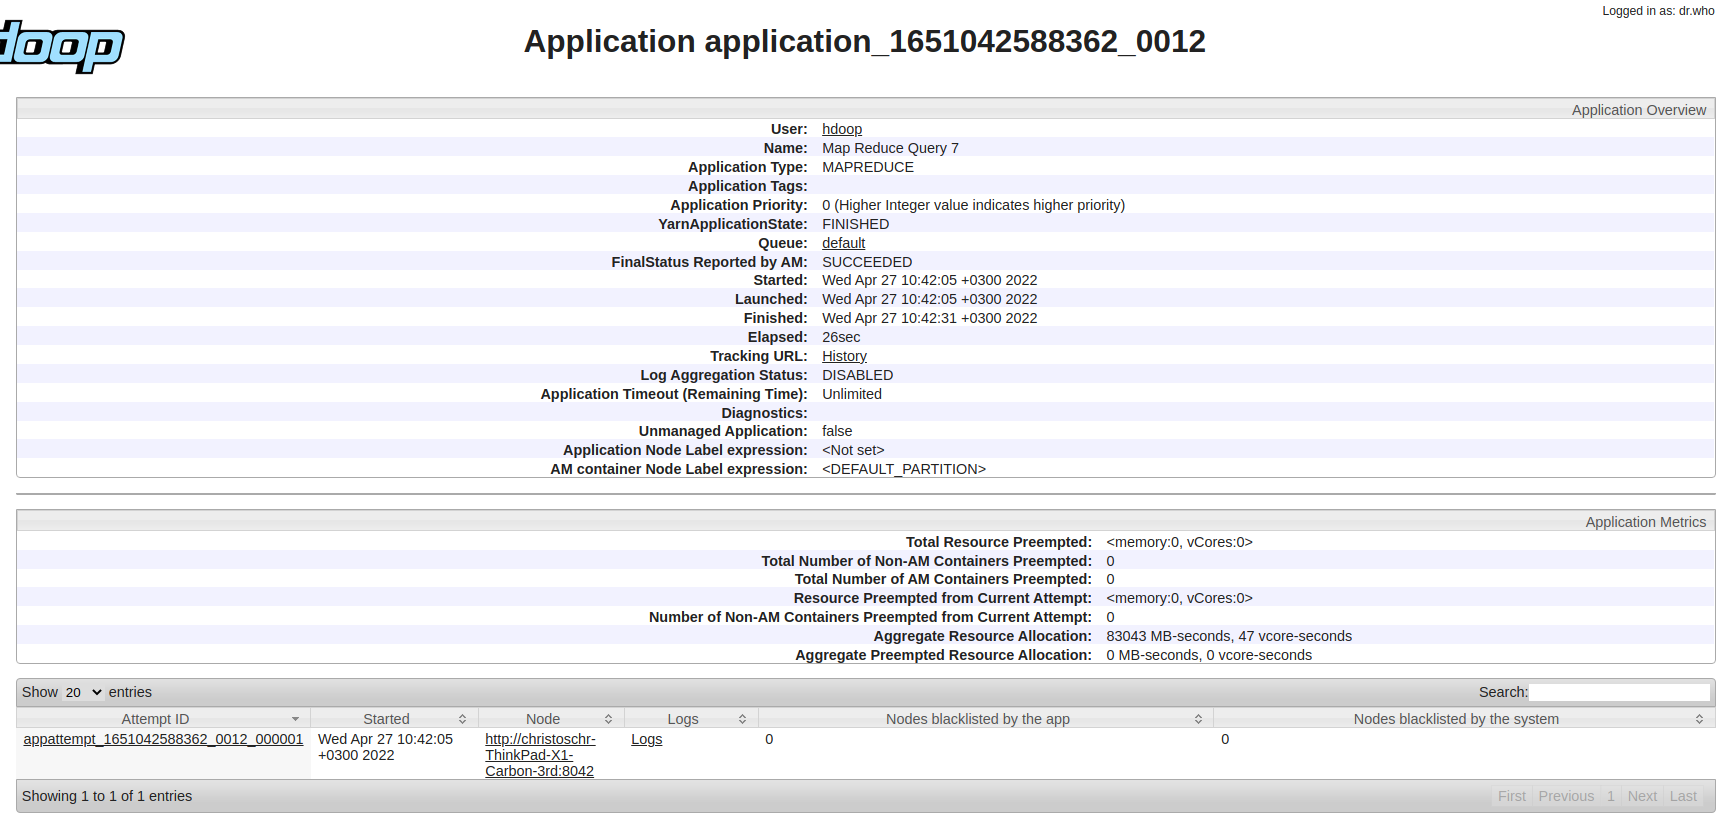 Logged in as: dr.who
doop
Application application_1651042588362_0012
Application Overview
User: hdoop
Name: Map Reduce Query 7
Application Type: MAPREDUCE
Application Tags:
Application Priority: 0 (Higher Integer value indicates higher priority)
YarnApplicationState: FINISHED
Queue: default
FinalStatus Reported by AM: SUCCEEDED
Started: Wed Apr 27 10:42:05 +0300 2022
Launched: Wed Apr 27 10:42:05 +0300 2022
Finished: Wed Apr 27 10:42:31 +0300 2022
Elapsed: 26sec
Tracking URL: History
Log Aggregation Status: DISABLED
Application Timeout (Remaining Time): Unlimited
Diagnostics:
Unmanaged Application: false
Application Node Label expression: <Not set>
AM container Node Label expression: <DEFAULT_PARTITION>
Application Metrics
Total Resource Preempted: <memory:0, vCores:0>
Total Number of Non-AM Containers Preempted: 0
Total Number of AM Containers Preempted: 0
Resource Preempted from Current Attempt: <memory:0, vCores:0>
Number of Non-AM Containers Preempted from Current Attempt: 0
Aggregate Resource Allocation: 83043 MB-seconds, 47 vcore-seconds
Aggregate Preempted Resource Allocation: 0 MB-seconds, 0 vcore-seconds
Show 20 entries Search:
Attempt ID Started Node Logs Nodes blacklisted by the app Nodes blacklisted by the system
appattempt_1651042588362_0012_000001 Wed Apr 27 10:42:05 http://christoschr- Logs 0 0
+0300 2022 ThinkPad-X1-
Carbon-3rd:8042
Showing 1 to 1 of 1 entries First Previous 1 Next Last